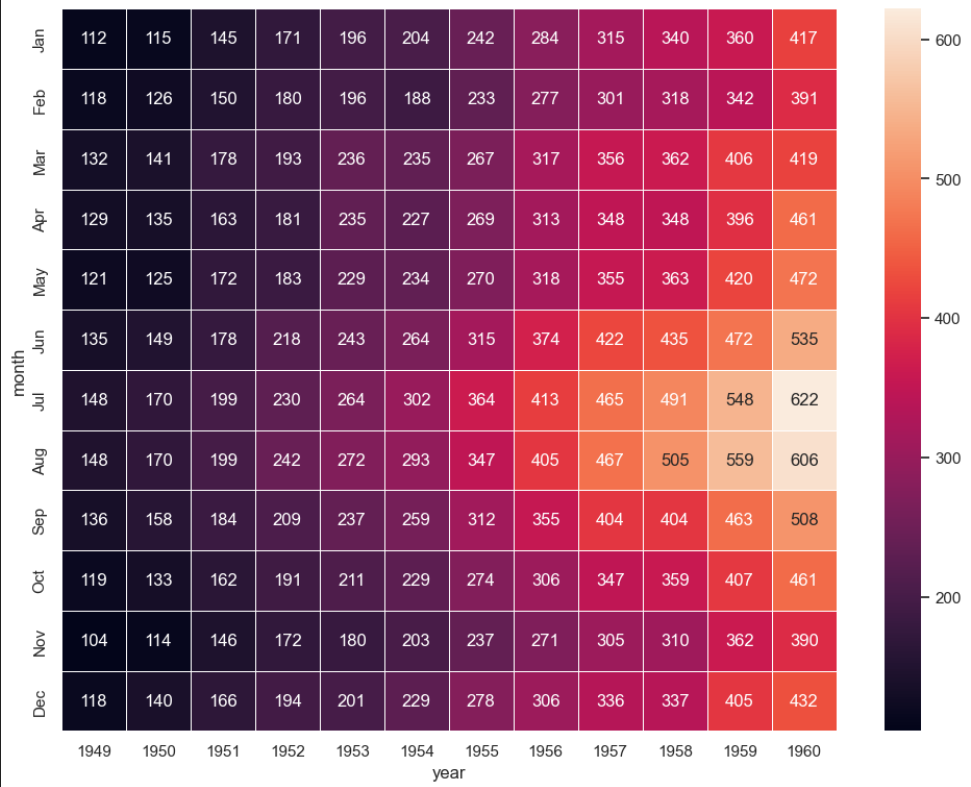 Jan 112 115 145 171 196 204 242 284 315 340 360 417
Feb 118 126 150 180 196 188 233 277 301 318 342 391
Mar 132 141 178 193 236 235 267 317 356 362 406 419
Apr 129 135 163 181 235 227 269 313 348 348 396 461
May 121 125 172 183 229 234 270 318 355 363 420 472
Jun 135 149 178 218 243 264 315 374 422 435 472 535
Jul 148 170 199 230 264 302 364 413 465 491 548 622
Aug 148 170 199 242 272 293 347 405 467 505 559 606
Sep 136 158 184 209 237 259 312 355 404 404 463 508
Oct 119 133 162 191 211 229 274 306 347 359 407 461
Nov 104 114 146 172 180 203 237 271 305 310 362 390
Dec 118 140 166 194 201 229 278 306 336 337 405 432
1949 1950 1951 1952 1953 1954 1955 1956 1957 1958 1959 1960
year
month
600
500
400
300
200